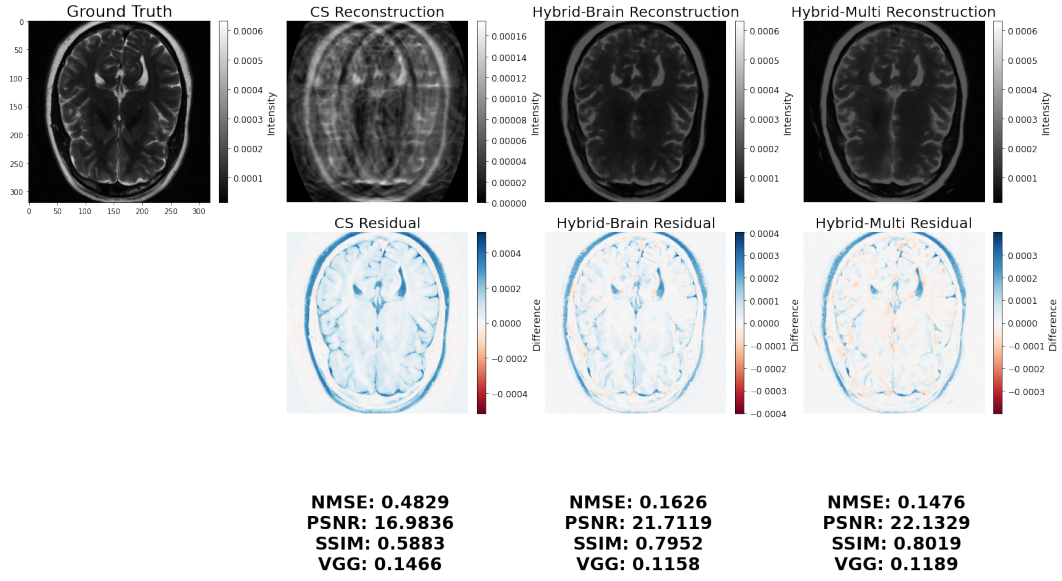 Ground Truth
CS Reconstruction
Hybrid-Brain Reconstruction
Hybrid-Multi Reconstruction
0
50
100
150
200
250
300
0 50 100 150 200 250 300
0.0006
0.0005
0.0004
0.0003
0.0002
0.0001
Intensity
0.00016
0.00014
0.00012
0.00010
0.00008
0.00006
0.00004
0.00002
0.00000
Intensity
0.0006
0.0005
0.0004
0.0003
0.0002
0.0001
Intensity
0.0006
0.0005
0.0004
0.0003
0.0002
0.0001
Intensity
CS Residual
Hybrid-Brain Residual
Hybrid-Multi Residual
0.0004
0.0002
0.0000
−0.0002
−0.0004
Difference
0.0004
0.0003
0.0002
0.0001
0.0000
−0.0001
−0.0002
−0.0003
−0.0004
Difference
0.0003
0.0002
0.0001
0.0000
−0.0001
−0.0002
−0.0003
Difference
NMSE: 0.4829
PSNR: 16.9836
SSIM: 0.5883
VGG: 0.1466
NMSE: 0.1626
PSNR: 21.7119
SSIM: 0.7952
VGG: 0.1158
NMSE: 0.1476
PSNR: 22.1329
SSIM: 0.8019
VGG: 0.1189